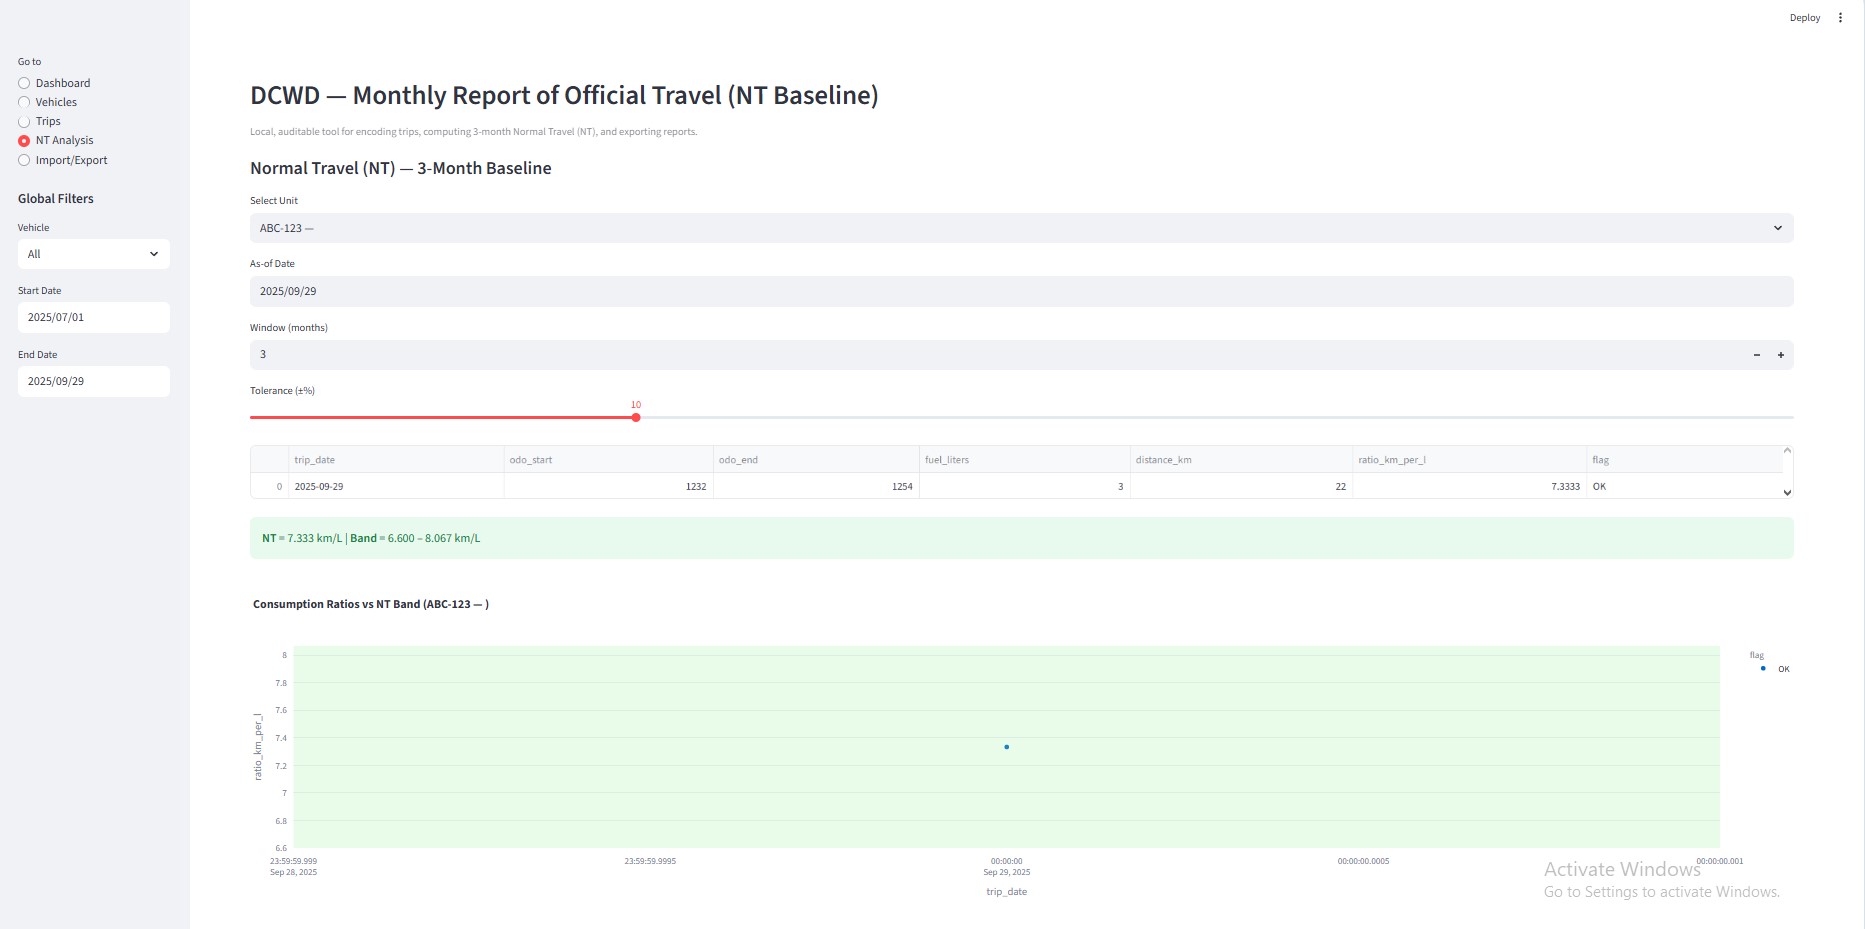 Deploy
Go to
Dashboard
Vehicles
Trips
NT Analysis
Import/Export
Global Filters
Vehicle
All
Start Date
2025/07/01
End Date
2025/09/29
DCWD — Monthly Report of Official Travel (NT Baseline)
Local, auditable tool for encoding trips, computing 3-month Normal Travel (NT), and exporting reports.
Normal Travel (NT) — 3-Month Baseline
Select Unit
ABC-123 —
As-of Date
2025/09/29
Window (months)
3
Tolerance (±%)
10
trip_date odo_start odo_end fuel_liters distance_km ratio_km_per_l flag
0 2025-09-29 1232 1254 3 22 7.3333 OK
NT = 7.333 km/L | Band = 6.600 – 8.067 km/L
Consumption Ratios vs NT Band (ABC-123 — )
flag
OK
ratio_km_per_l
8
7.8
7.6
7.4
7.2
7
6.8
6.6
23:59:59.999 23:59:59.9995 00:00:00 00:00:00.0005 00:00:00.001
Sep 28, 2025 Sep 29, 2025
trip_date
Activate Windows
Go to Settings to activate Windows.